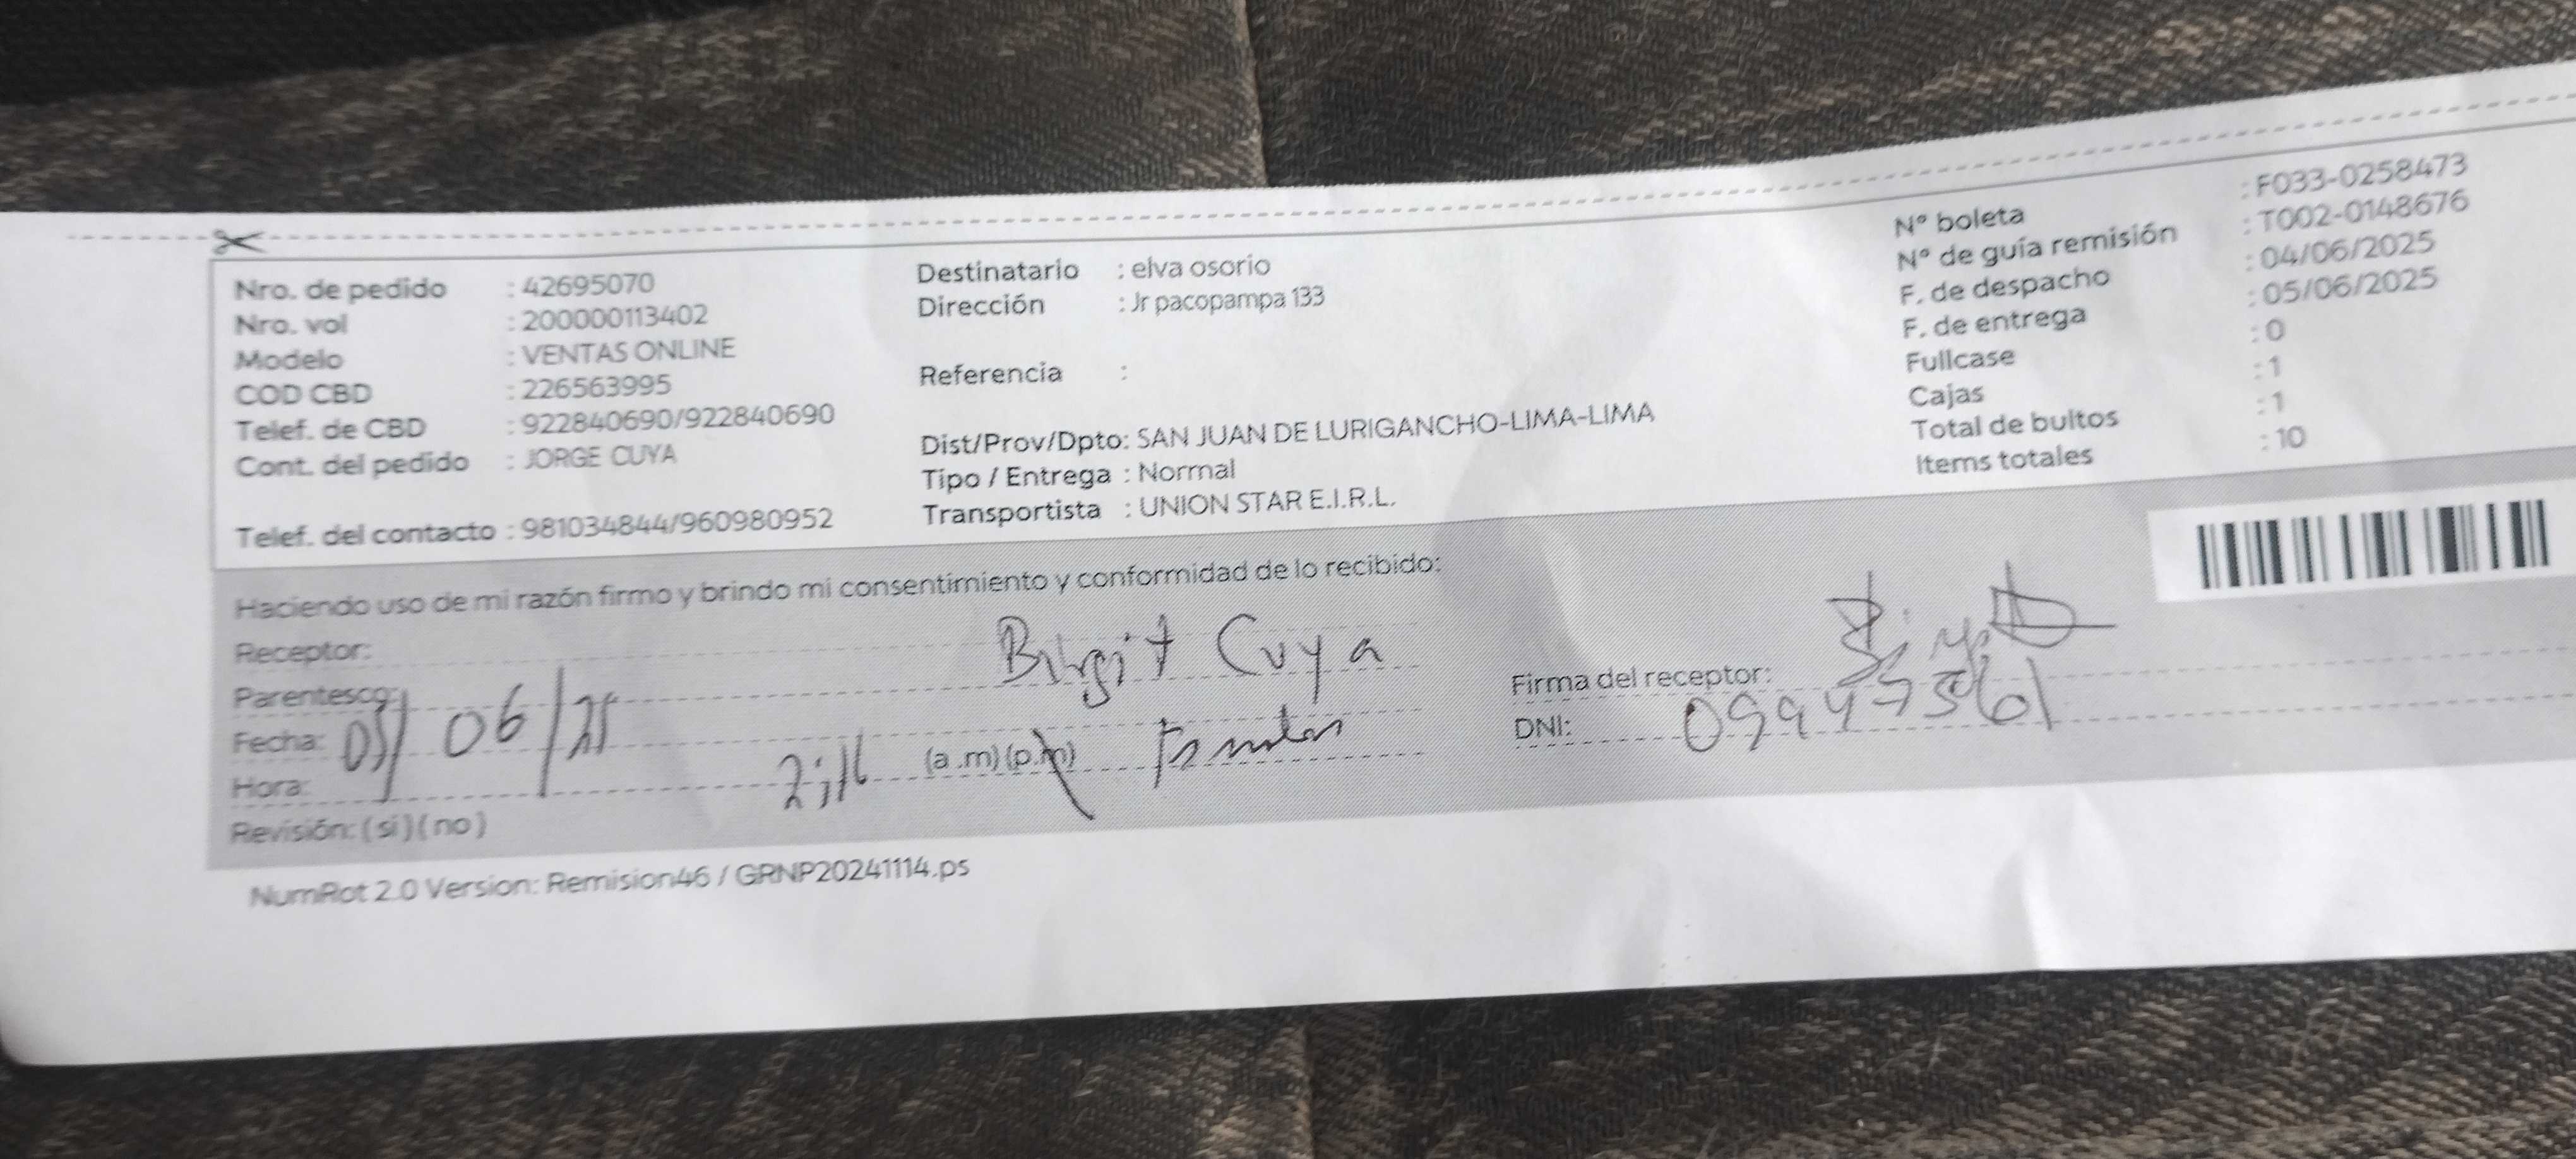 Nro. de pedido : 42695070
Nro. vol : 200000113402
Modelo : VENTAS ONLINE
COD CBD : 226563995
Telef. de CBD : 922840690/922840690
Cont. del pedido : JORGE CUYA
Telef. del contacto : 981034844/960980952
Destinatario : elva osorio
Dirección : Jr pacopampa 133
Referencia :
Dist/Prov/Dpto: SAN JUAN DE LURIGANCHO-LIMA-LIMA
Tipo / Entrega : Normal
Transportista : UNION STAR E.I.R.L.
N° boleta : F033-0258473
N° de guía remisión : T002-0148676
F. de despacho : 04/06/2025
F. de entrega : 05/06/2025
Fullcase : 0
Cajas : 1
Total de bultos : 1
Items totales : 10
Haciendo uso de mi razón firmo y brindo mi consentimiento y conformidad de lo recibido:
Receptor: Birgit Cuya
Parentesco:
Fecha: 05/06/25
Hora: (a .m)(p.m)
Revisión: ( si ) ( no )
Firma del receptor:
DNI:
NumRot 2.0 Version: Remision46 / GRNP20241114.ps